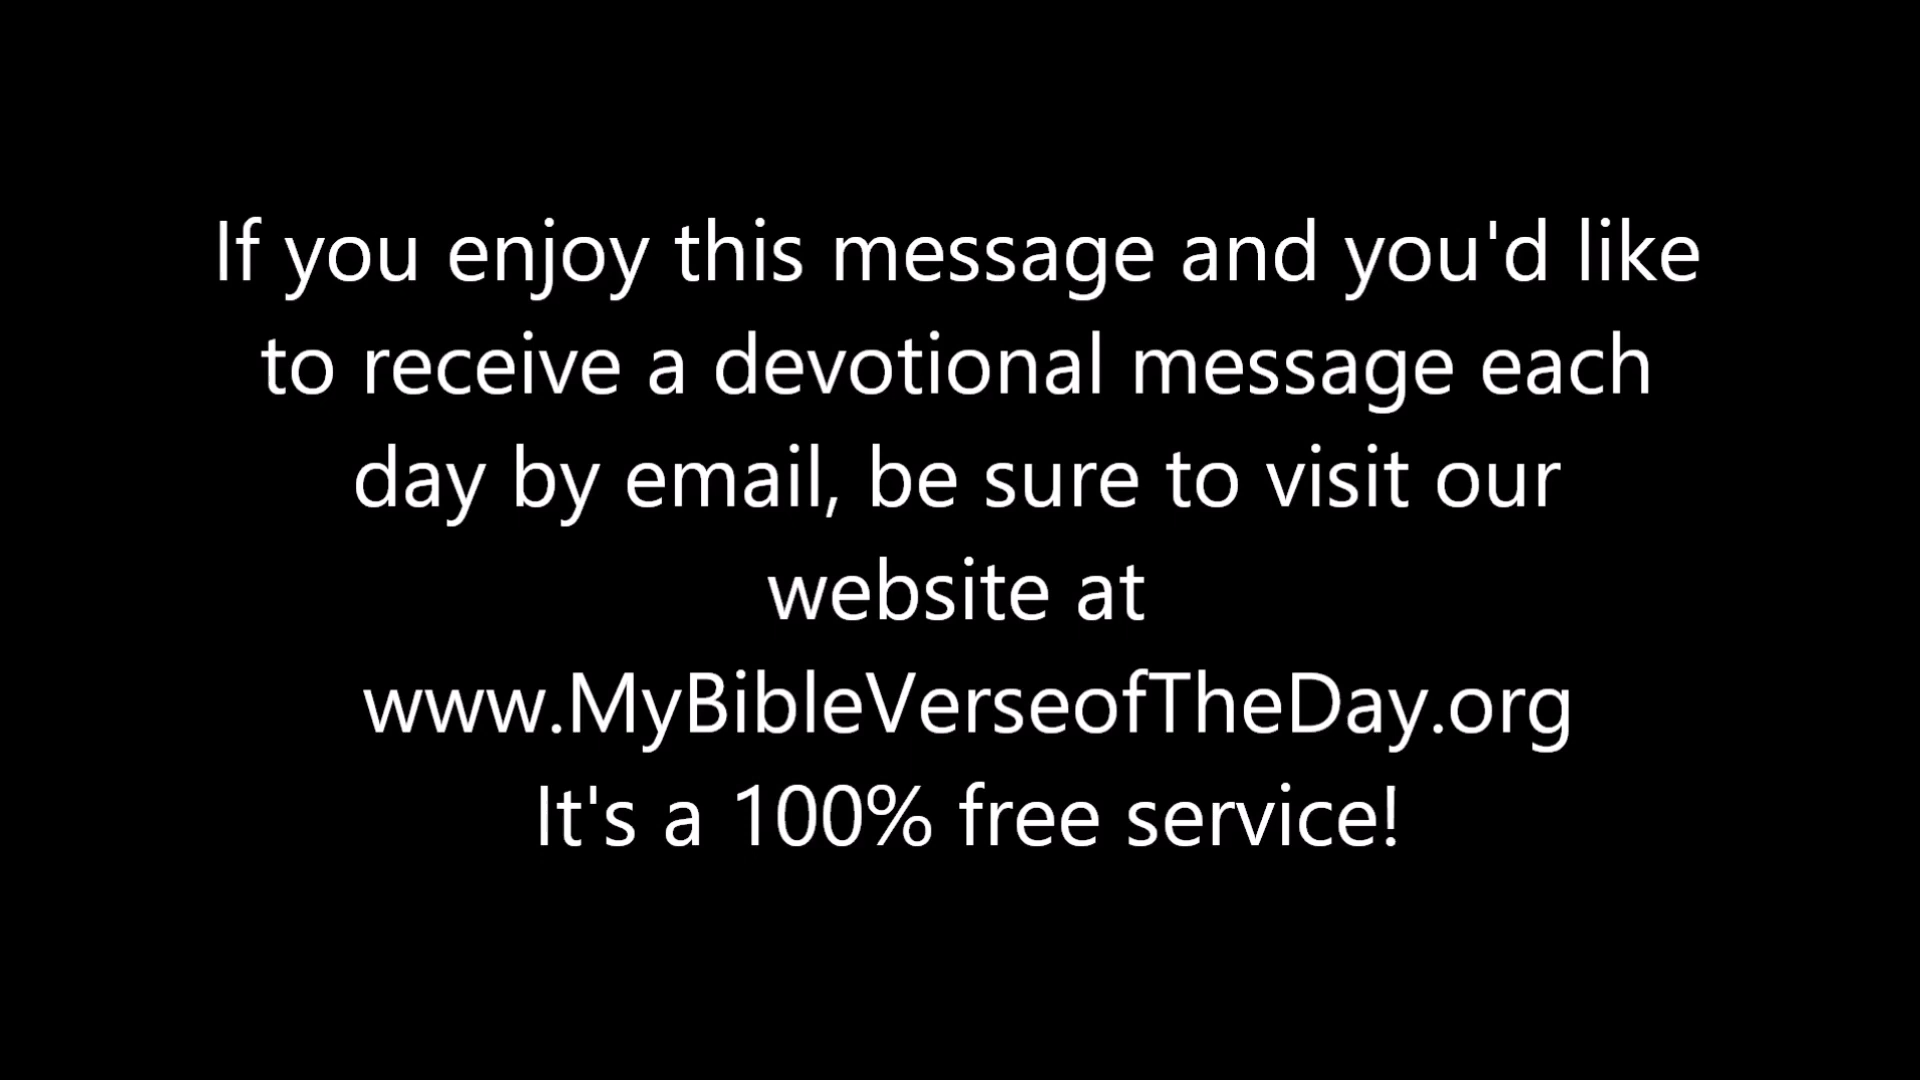 If you enjoy this message and you'd like
to receive a devotional message each
day by email, be sure to visit our
website at
www.MyBibleVerseofTheDay.org
It's a 100% free service!